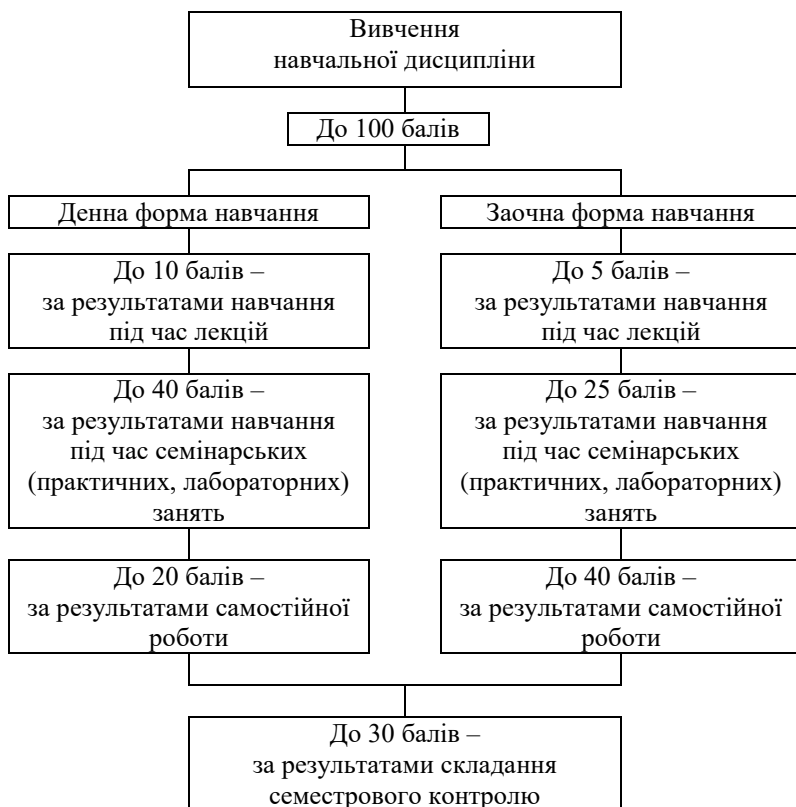 Вивчення
навчальної дисципліни
До 100 балів
Денна форма навчання
До 10 балів –
за результатами навчання
під час лекцій
До 40 балів –
за результатами навчання
під час семінарських
(практичних, лабораторних)
занять
До 20 балів –
за результатами самостійної
роботи
Заочна форма навчання
До 5 балів –
за результатами навчання
під час лекцій
До 25 балів –
за результатами навчання
під час семінарських
(практичних, лабораторних)
занять
До 40 балів –
за результатами самостійної
роботи
До 30 балів –
за результатами складання
семестрового контролю